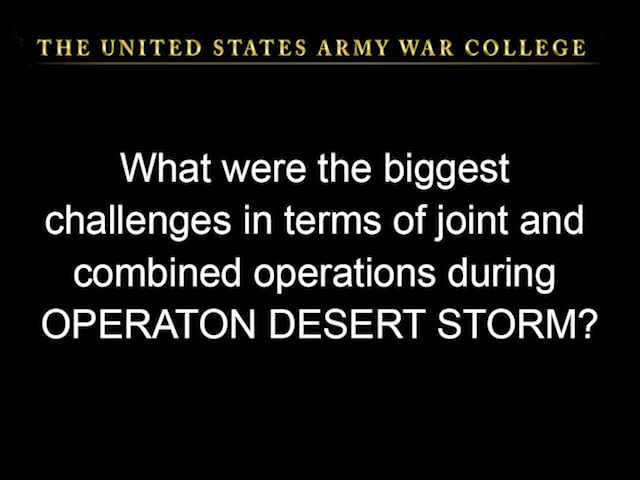 THE UNITED STATES ARMY WAR COLLEGE
What were the biggest
challenges in terms of joint and
combined operations during
OPERATON DESERT STORM?